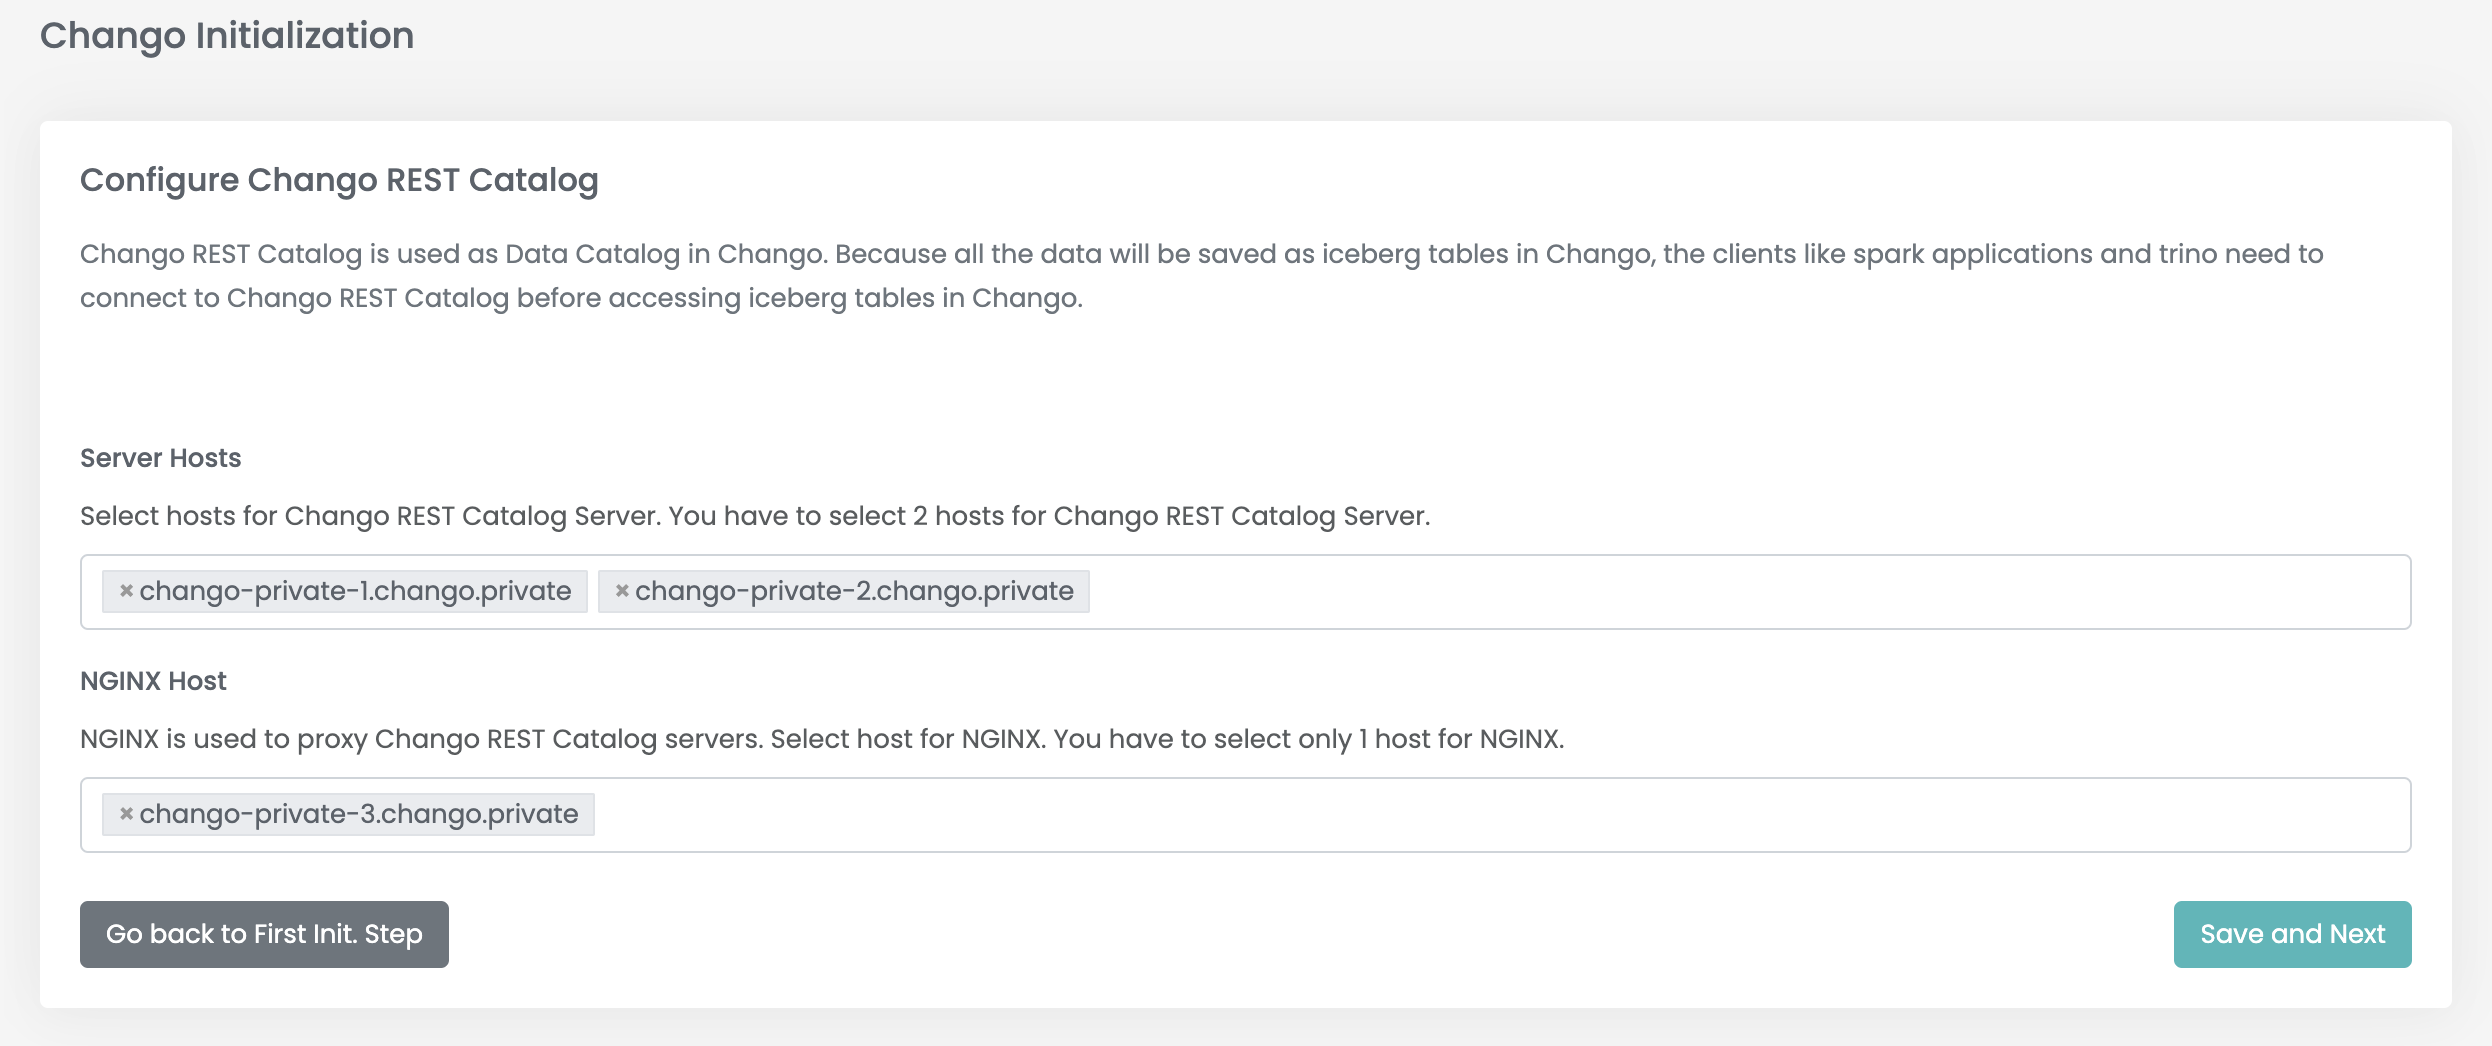 Chango Initialization
Configure Chango REST Catalog
Chango REST Catalog is used as Data Catalog in Chango. Because all the data will be saved as iceberg tables in Chango, the clients like spark applications and trino need to
connect to Chango REST Catalog before accessing iceberg tables in Chango.
Server Hosts
Select hosts for Chango REST Catalog Server. You have to select 2 hosts for Chango REST Catalog Server.
× chango-private-1.chango.private × chango-private-2.chango.private
NGINX Host
NGINX is used to proxy Chango REST Catalog servers. Select host for NGINX. You have to select only 1 host for NGINX.
× chango-private-3.chango.private
Go back to First Init. Step Save and Next